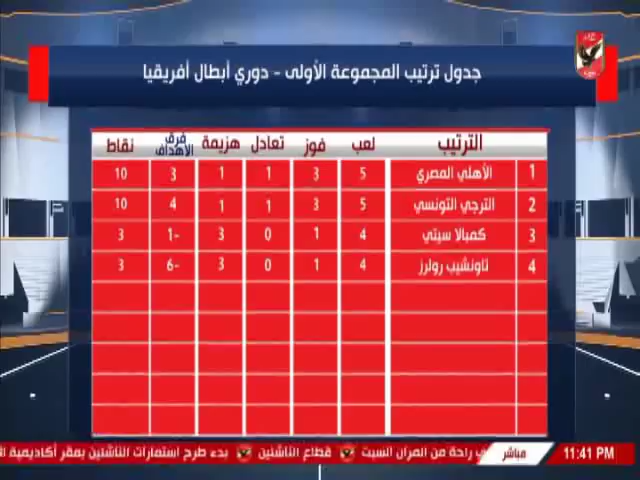 جدول ترتيب المجموعة الأولى - دوري أبطال أفريقيا
الترتيب لعب فوز تعادل هزيمة فرق الأهداف نقاط
1 الأهلي المصري 5 3 1 1 3 10
2 الترجي التونسي 5 3 1 1 4 10
3 كمبالا سيتي 4 1 0 3 1- 3
4 تاونشيب رولرز 4 1 0 3 6- 3
11:41 PM مباشر في راحة من المران السبت قطاع الناشئين بدء طرح استمارات الناشئين بمقر أكاديمية